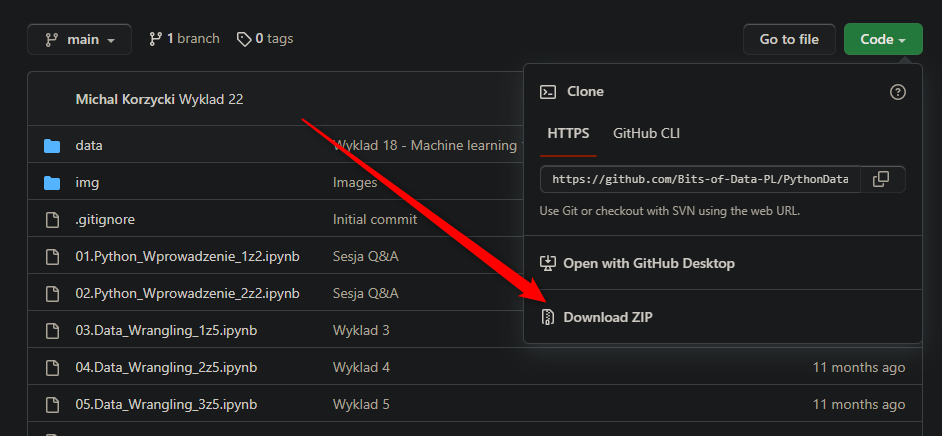 main 1 branch 0 tags Go to file Code
Clone
Michal Korzycki Wyklad 22
HTTPS GitHub CLI
data Wyklad 18 - Machine learning
https://github.com/Bits-of-Data-PL/PythonData
img Images
Use Git or checkout with SVN using the web URL.
.gitignore Initial commit
01.Python_Wprowadzenie_1z2.ipynb Sesja Q&A
Open with GitHub Desktop
02.Python_Wprowadzenie_2z2.ipynb Sesja Q&A
Download ZIP
03.Data_Wrangling_1z5.ipynb Wyklad 3
04.Data_Wrangling_2z5.ipynb Wyklad 4 11 months ago
05.Data_Wrangling_3z5.ipynb Wyklad 5 11 months ago